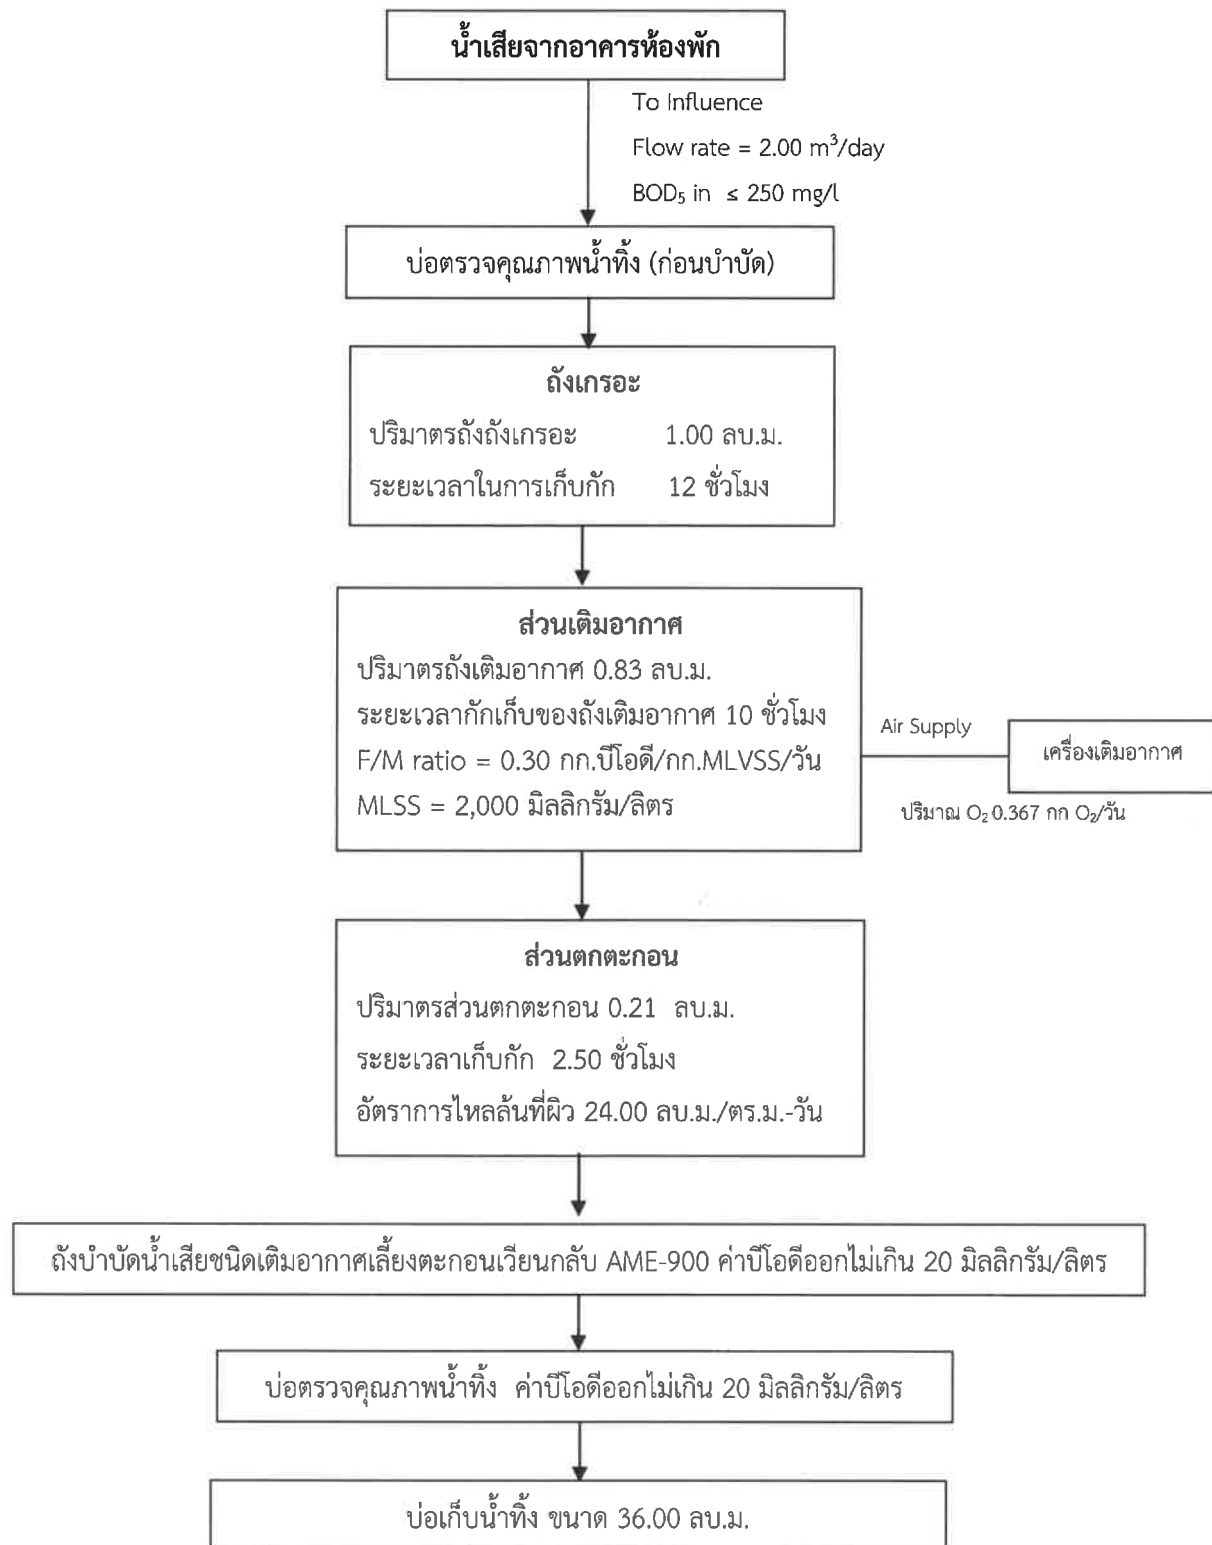 น้ำเสียจากอาคารห้องพัก
To Influence
Flow rate = 2.00 m³/day
BOD₅ in ≤ 250 mg/l
บ่อตรวจคุณภาพน้ำทิ้ง (ก่อนบำบัด)
ถังเกรอะ
ปริมาตรถังถังเกรอะ 1.00 ลบ.ม.
ระยะเวลาในการเก็บกัก 12 ชั่วโมง
ส่วนเติมอากาศ
ปริมาตรถังเติมอากาศ 0.83 ลบ.ม.
ระยะเวลากักเก็บของถังเติมอากาศ 10 ชั่วโมง
F/M ratio = 0.30 กก.บีโอดี/กก.MLVSS/วัน
MLSS = 2,000 มิลลิกรัม/ลิตร
Air Supply
เครื่องเติมอากาศ
ปริมาณ O₂ 0.367 กก O₂/วัน
ส่วนตกตะกอน
ปริมาตรส่วนตกตะกอน 0.21 ลบ.ม.
ระยะเวลาเก็บกัก 2.50 ชั่วโมง
อัตราการไหลล้นที่ผิว 24.00 ลบ.ม./ตร.ม.-วัน
ถังบำบัดน้ำเสียชนิดเติมอากาศเลี้ยงตะกอนเวียนกลับ AME-900 ค่าบีโอดีออกไม่เกิน 20 มิลลิกรัม/ลิตร
บ่อตรวจคุณภาพน้ำทิ้ง ค่าบีโอดีออกไม่เกิน 20 มิลลิกรัม/ลิตร
บ่อเก็บน้ำทิ้ง ขนาด 36.00 ลบ.ม.